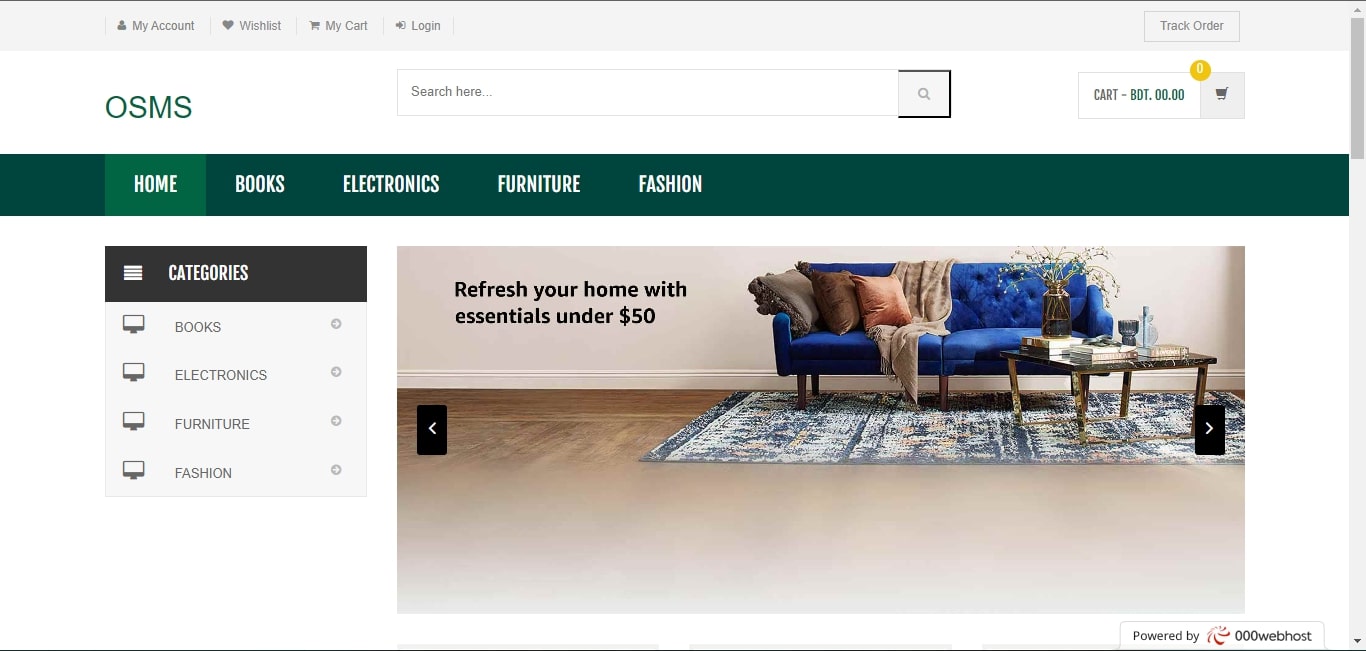 My Account Wishlist My Cart Login Track Order
0
OSMS Search here... CART - BDT. 00.00
HOME BOOKS ELECTRONICS FURNITURE FASHION
CATEGORIES
BOOKS
ELECTRONICS
FURNITURE
FASHION
Refresh your home with
essentials under $50
Powered by 000webhost